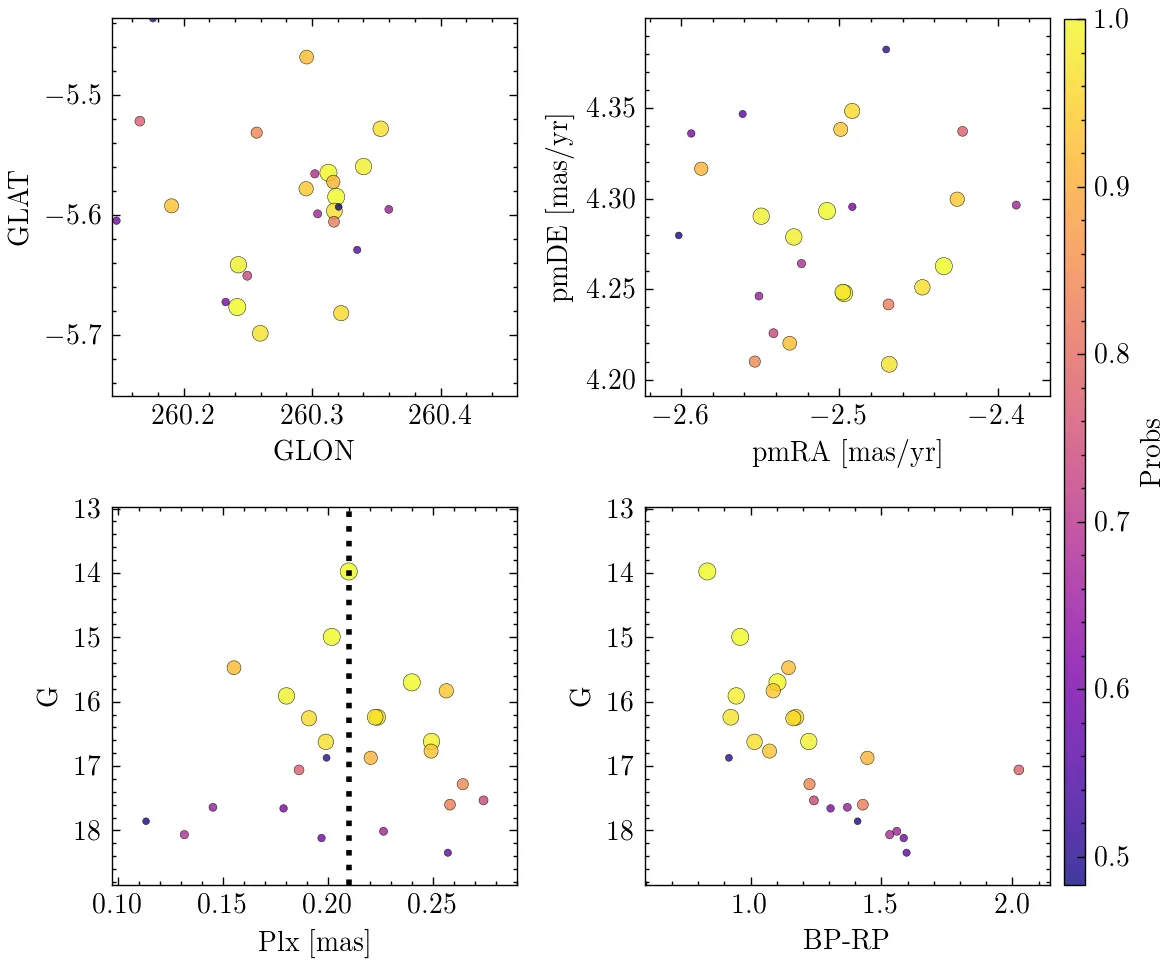 1.0
−5.5
−5.6
−5.7
GLAT
260.2 260.3 260.4
GLON
4.35
4.30
4.25
4.20
pmDE [mas/yr]
−2.6 −2.5 −2.4
pmRA [mas/yr]
0.9
0.8
0.7
0.6
0.5
Probs
13
14
15
16
17
18
G
0.10 0.15 0.20 0.25
Plx [mas]
13
14
15
16
17
18
G
1.0 1.5 2.0
BP-RP